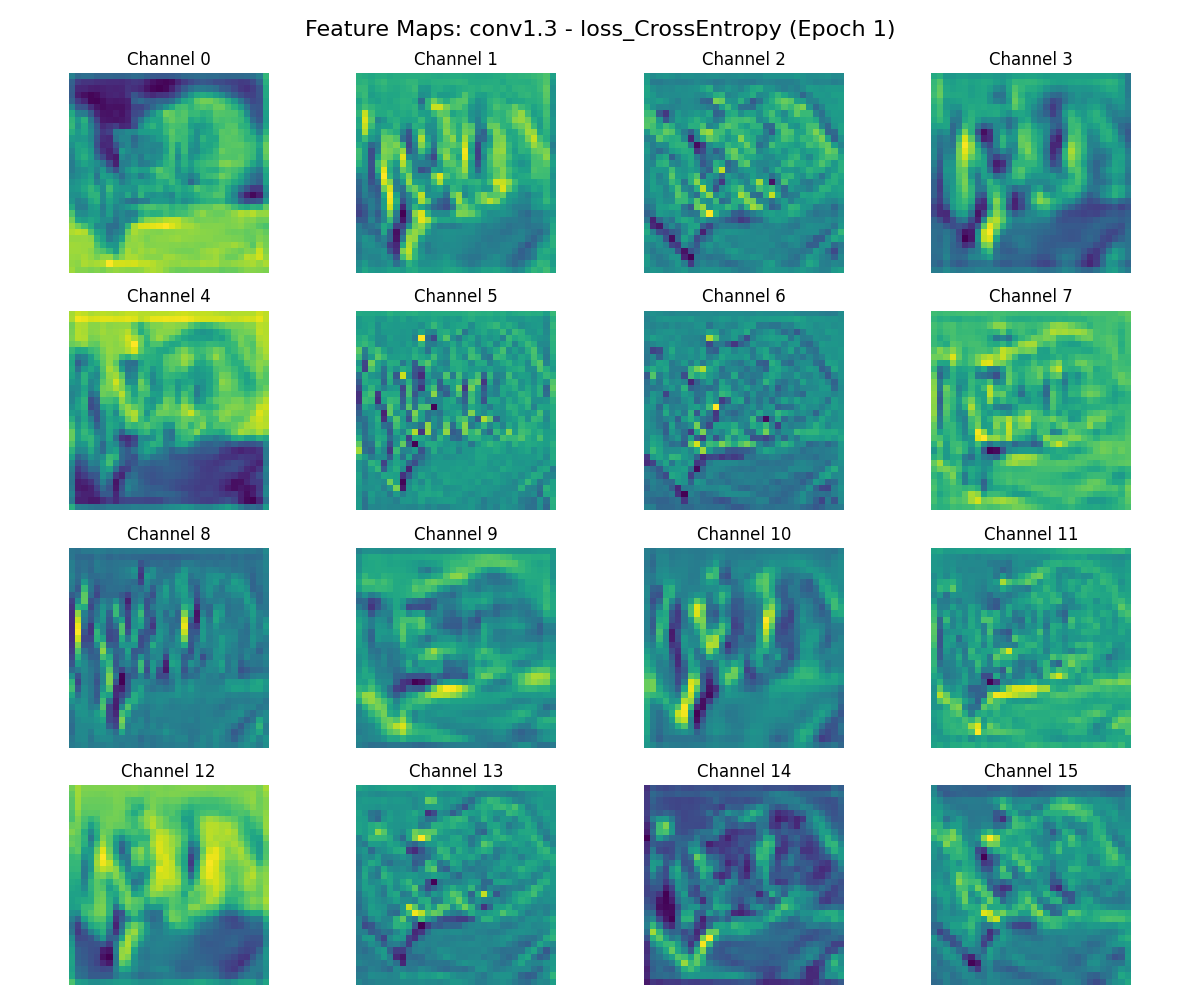 Feature Maps: conv1.3 - loss_CrossEntropy (Epoch 1)
Channel 0
Channel 1
Channel 2
Channel 3
Channel 4
Channel 5
Channel 6
Channel 7
Channel 8
Channel 9
Channel 10
Channel 11
Channel 12
Channel 13
Channel 14
Channel 15